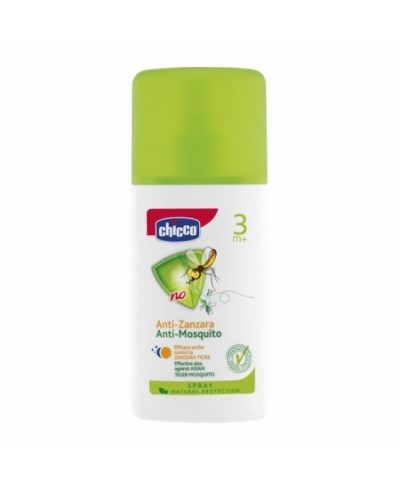 chicco
3
m+
no
Anti-Zanzara
Anti-Mosquito
Efficace anche
contro la
ZANZARA TIGRE
Effective also
against ASIAN
TIGER MOSQUITO
SPRAY
NATURAL PROTECTION